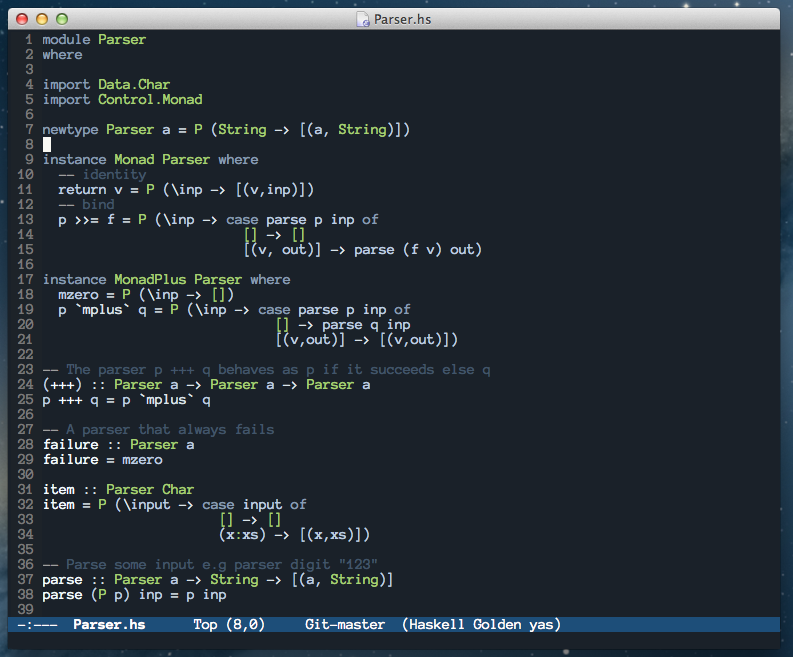 Parser.hs
1 module Parser
2 where
3
4 import Data.Char
5 import Control.Monad
6
7 newtype Parser a = P (String -> [(a, String)])
8
9 instance Monad Parser where
10   -- identity
11   return v = P (\inp -> [(v,inp)])
12   -- bind
13   p >>= f = P (\inp -> case parse p inp of
14                          [] -> []
15                          [(v, out)] -> parse (f v) out)
16
17 instance MonadPlus Parser where
18   mzero = P (\inp -> [])
19   p `mplus` q = P (\inp -> case parse p inp of
20                              [] -> parse q inp
21                              [(v,out)] -> [(v,out)])
22
23 -- The parser p +++ q behaves as p if it succeeds else q
24 (+++) :: Parser a -> Parser a -> Parser a
25 p +++ q = p `mplus` q
26
27 -- A parser that always fails
28 failure :: Parser a
29 failure = mzero
30
31 item :: Parser Char
32 item = P (\input -> case input of
33                       [] -> []
34                       (x:xs) -> [(x,xs)])
35
36 -- Parse some input e.g parser digit "123"
37 parse :: Parser a -> String -> [(a, String)]
38 parse (P p) inp = p inp
39
-:---  Parser.hs      Top (8,0)     Git-master  (Haskell Golden yas)